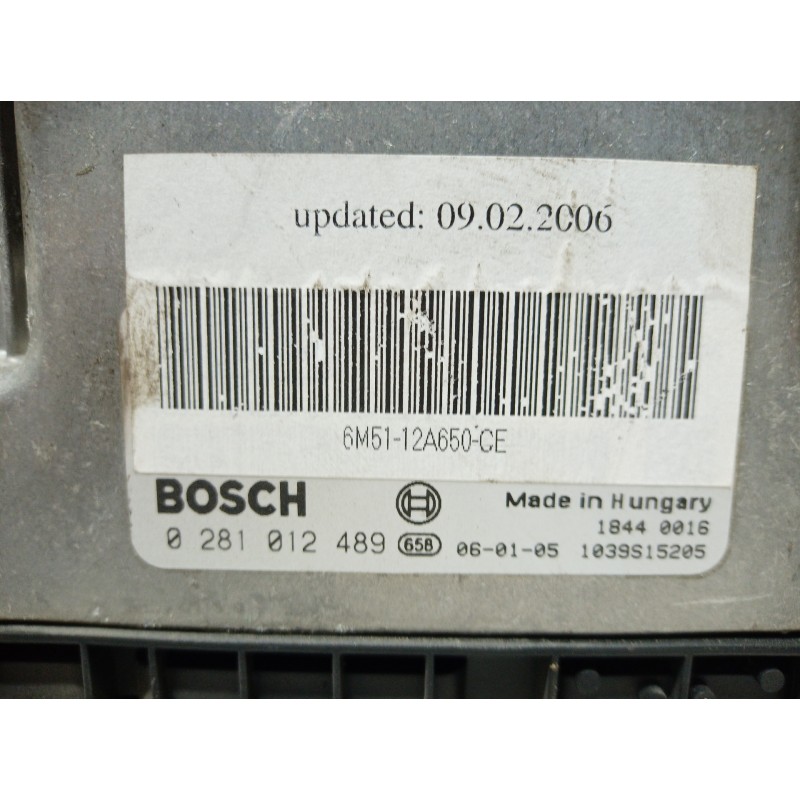 updated: 09.02.2006
6M51-12A650-CE
BOSCH Made in Hungary
1844 0016
0 281 012 489 658 06-01-05 1039S15205